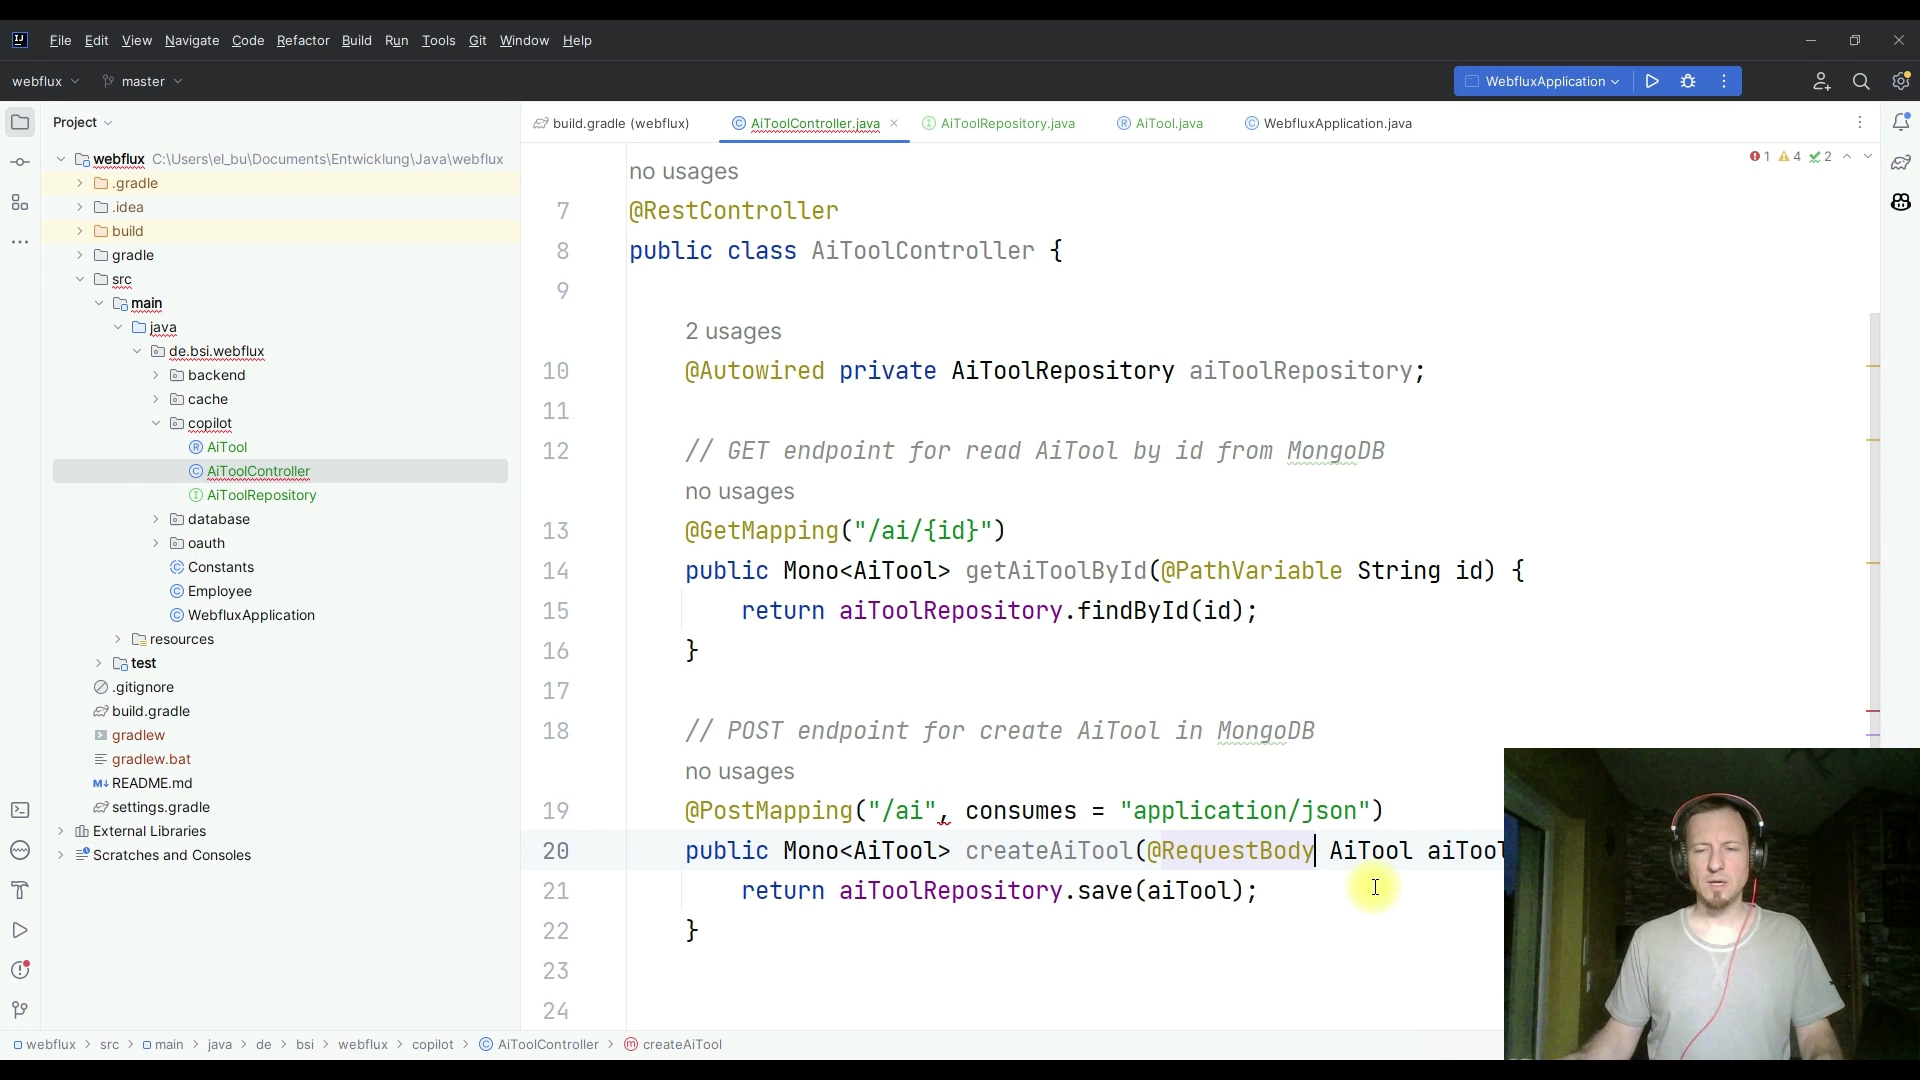 File Edit View Navigate Code Refactor Build Run Tools Git Window Help
webflux master WebfluxApplication
Project
webflux C:\Users\el_bu\Documents\Entwicklung\Java\webflux
.gradle
.idea
build
gradle
src
main
java
de.bsi.webflux
backend
cache
copilot
AiTool
AiToolController
AiToolRepository
database
oauth
Constants
Employee
WebfluxApplication
resources
test
.gitignore
build.gradle
gradlew
gradlew.bat
README.md
settings.gradle
External Libraries
Scratches and Consoles
build.gradle (webflux) AiToolController.java AiToolRepository.java AiTool.java WebfluxApplication.java
1 4 2
no usages
7 @RestController
8 public class AiToolController {
9
2 usages
10 @Autowired private AiToolRepository aiToolRepository;
11
12 // GET endpoint for read AiTool by id from MongoDB
no usages
13 @GetMapping("/ai/{id}")
14 public Mono<AiTool> getAiToolById(@PathVariable String id) {
15 return aiToolRepository.findById(id);
16 }
17
18 // POST endpoint for create AiTool in MongoDB
no usages
19 @PostMapping("/ai", consumes = "application/json")
20 public Mono<AiTool> createAiTool(@RequestBody AiTool aiTool
21 return aiToolRepository.save(aiTool);
22 }
23
24
webflux > src > main > java > de > bsi > webflux > copilot > AiToolController > createAiTool